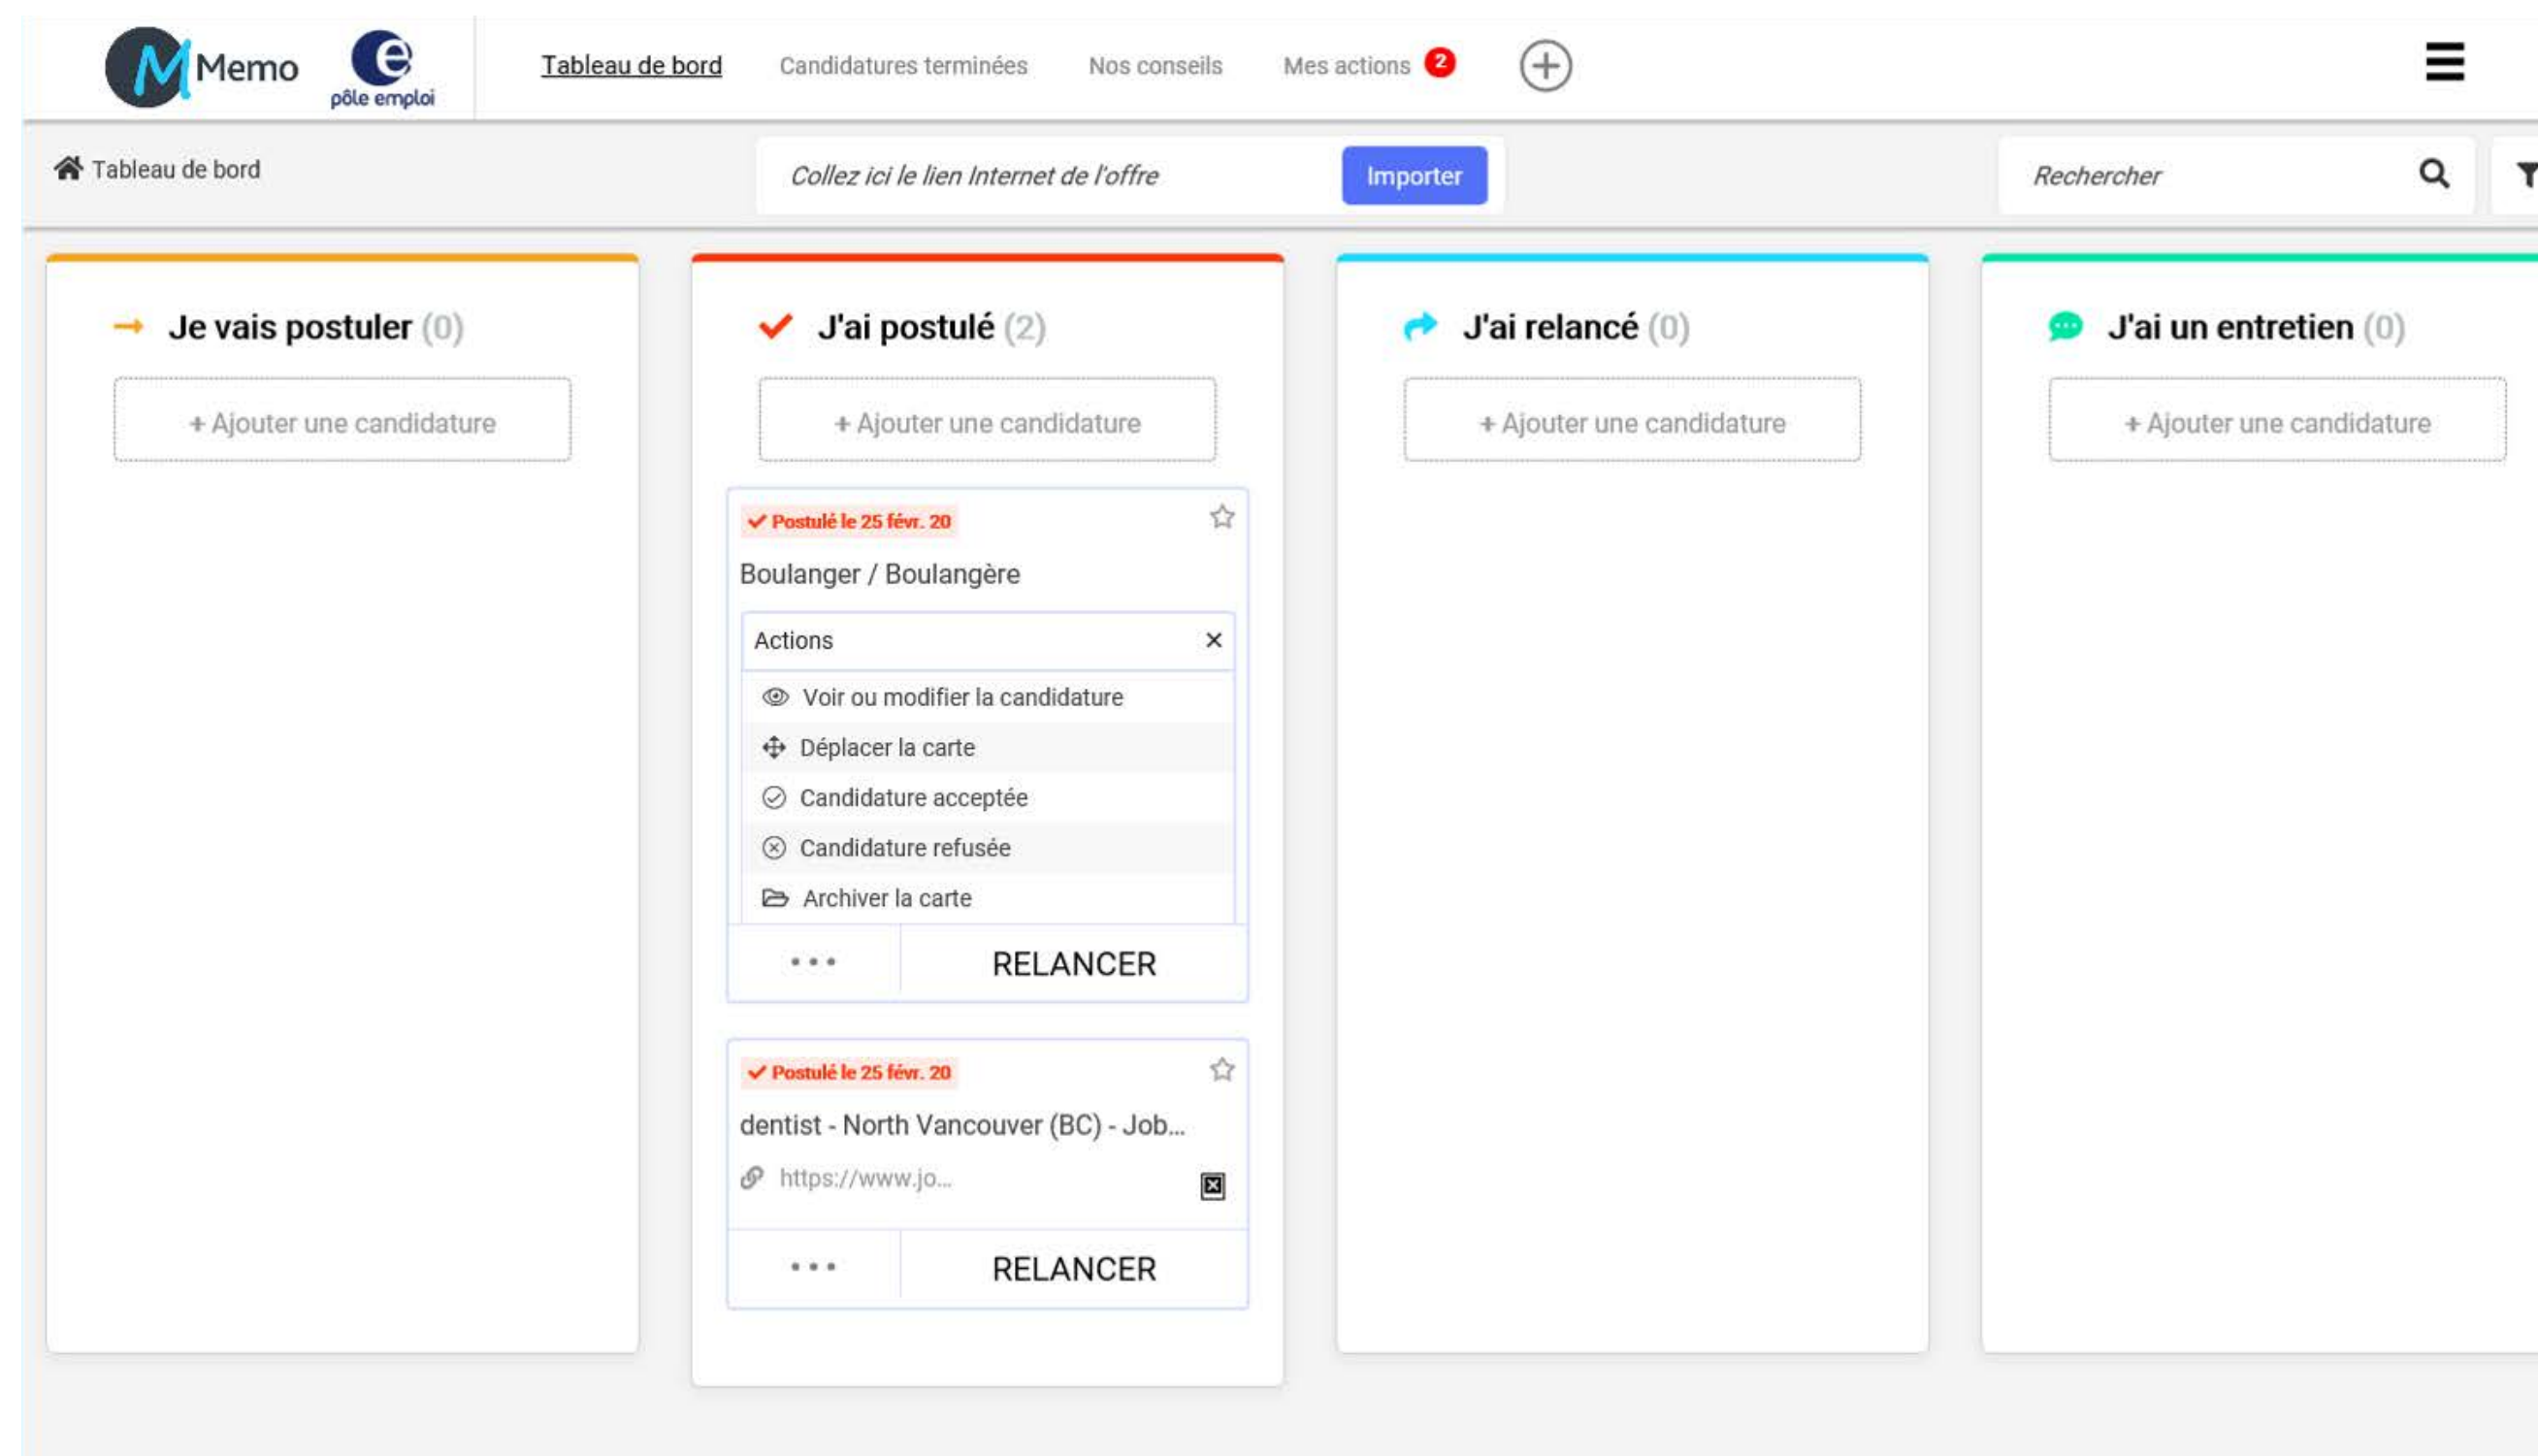 Memo
pôle emploi
Tableau de bord
Candidatures terminées
Nos conseils
Mes actions 2
Tableau de bord
Collez ici le lien Internet de l'offre
Importer
Rechercher
Je vais postuler (0)
+ Ajouter une candidature
J'ai postulé (2)
+ Ajouter une candidature
Postulé le 25 févr. 20
Boulanger / Boulangère
Actions
Voir ou modifier la candidature
Déplacer la carte
Candidature acceptée
Candidature refusée
Archiver la carte
RELANCER
Postulé le 25 févr. 20
dentist - North Vancouver (BC) - Job...
https://www.jo...
RELANCER
J'ai relancé (0)
+ Ajouter une candidature
J'ai un entretien (0)
+ Ajouter une candidature